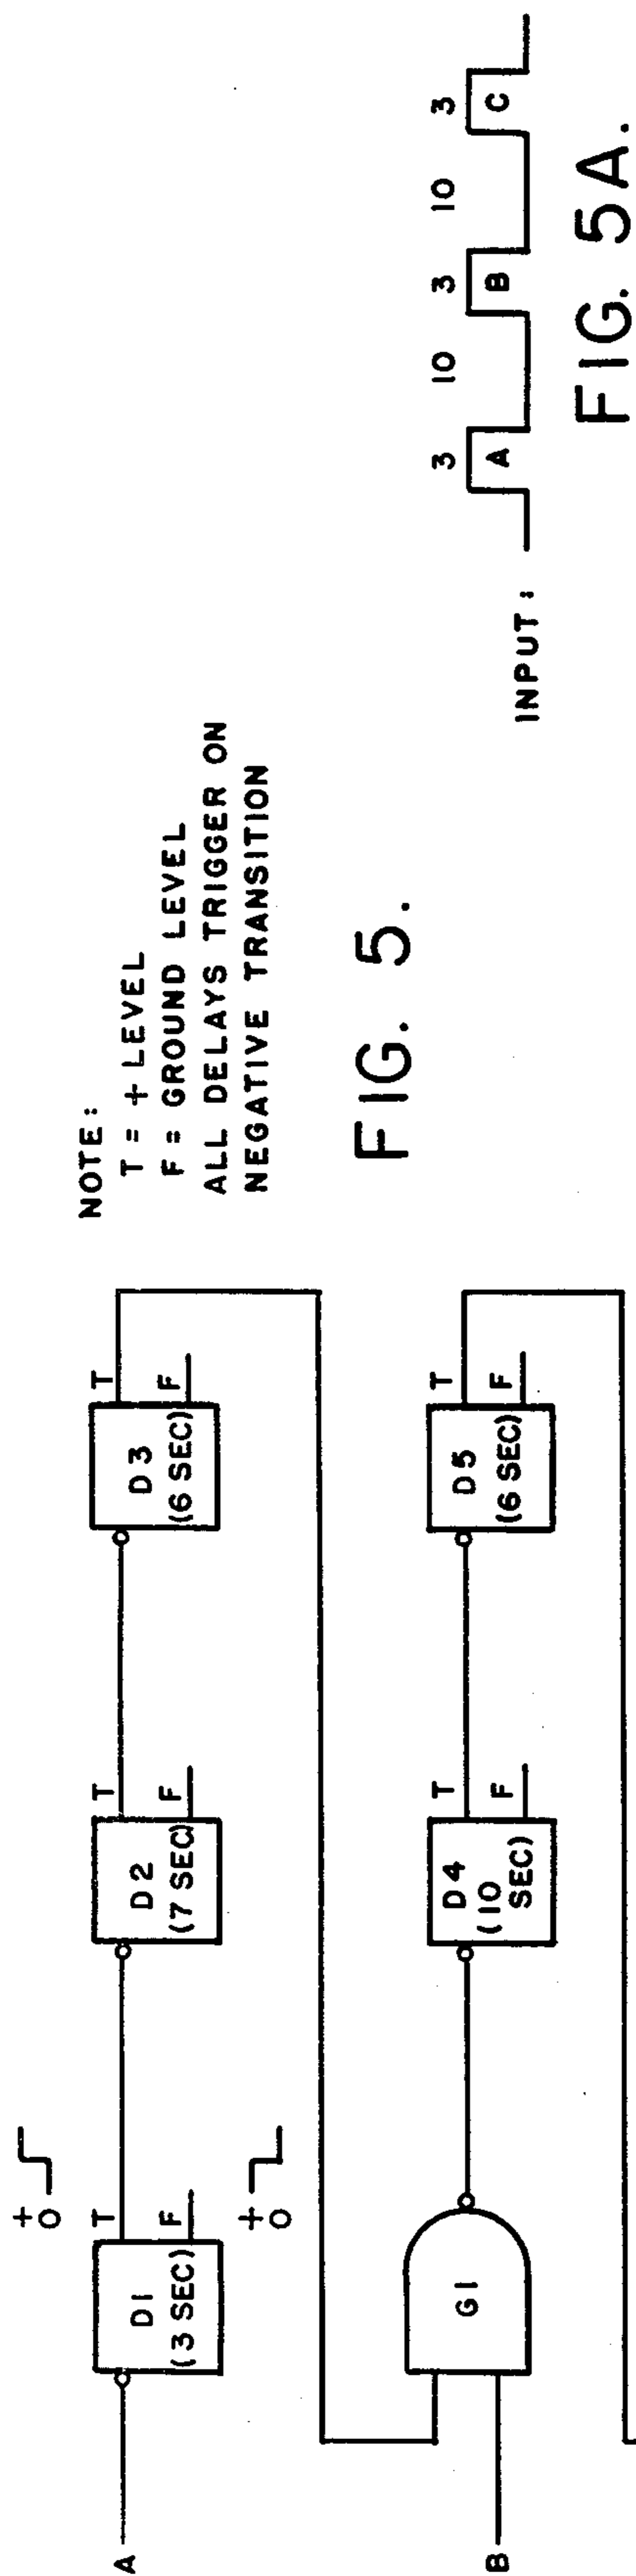 NOTE:
T = + LEVEL
F = GROUND LEVEL
ALL DELAYS TRIGGER ON
NEGATIVE TRANSITION
FIG. 5.
A
+
0
D1
(3 SEC)
T
F
+
0
D2
(7 SEC)
T
F
D3
(6 SEC)
T
F
B
G1
D4
(10
SEC)
T
F
D5
(6 SEC)
T
F
INPUT:
3 10 3 10 3
A B C
FIG. 5A.